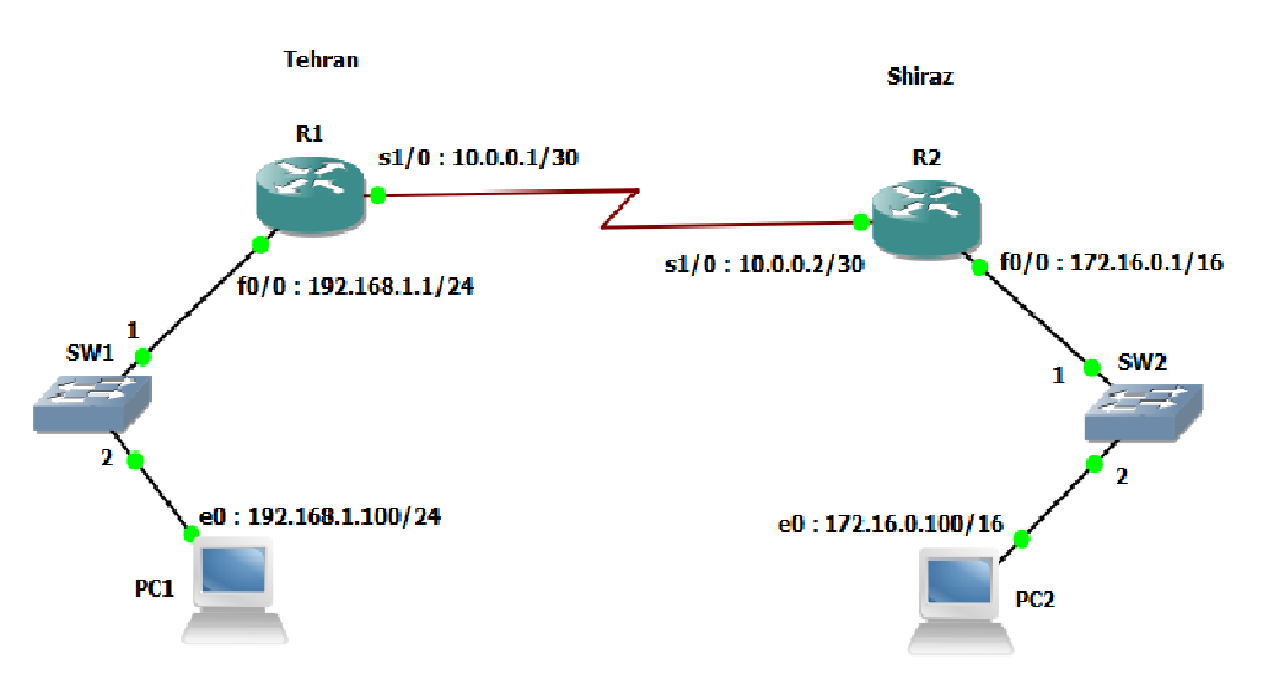 Tehran
Shiraz
R1
s1/0 : 10.0.0.1/30
R2
s1/0 : 10.0.0.2/30
f0/0 : 172.16.0.1/16
f0/0 : 192.168.1.1/24
1
SW1
1
SW2
2
2
e0 : 192.168.1.100/24
e0 : 172.16.0.100/16
PC1
PC2